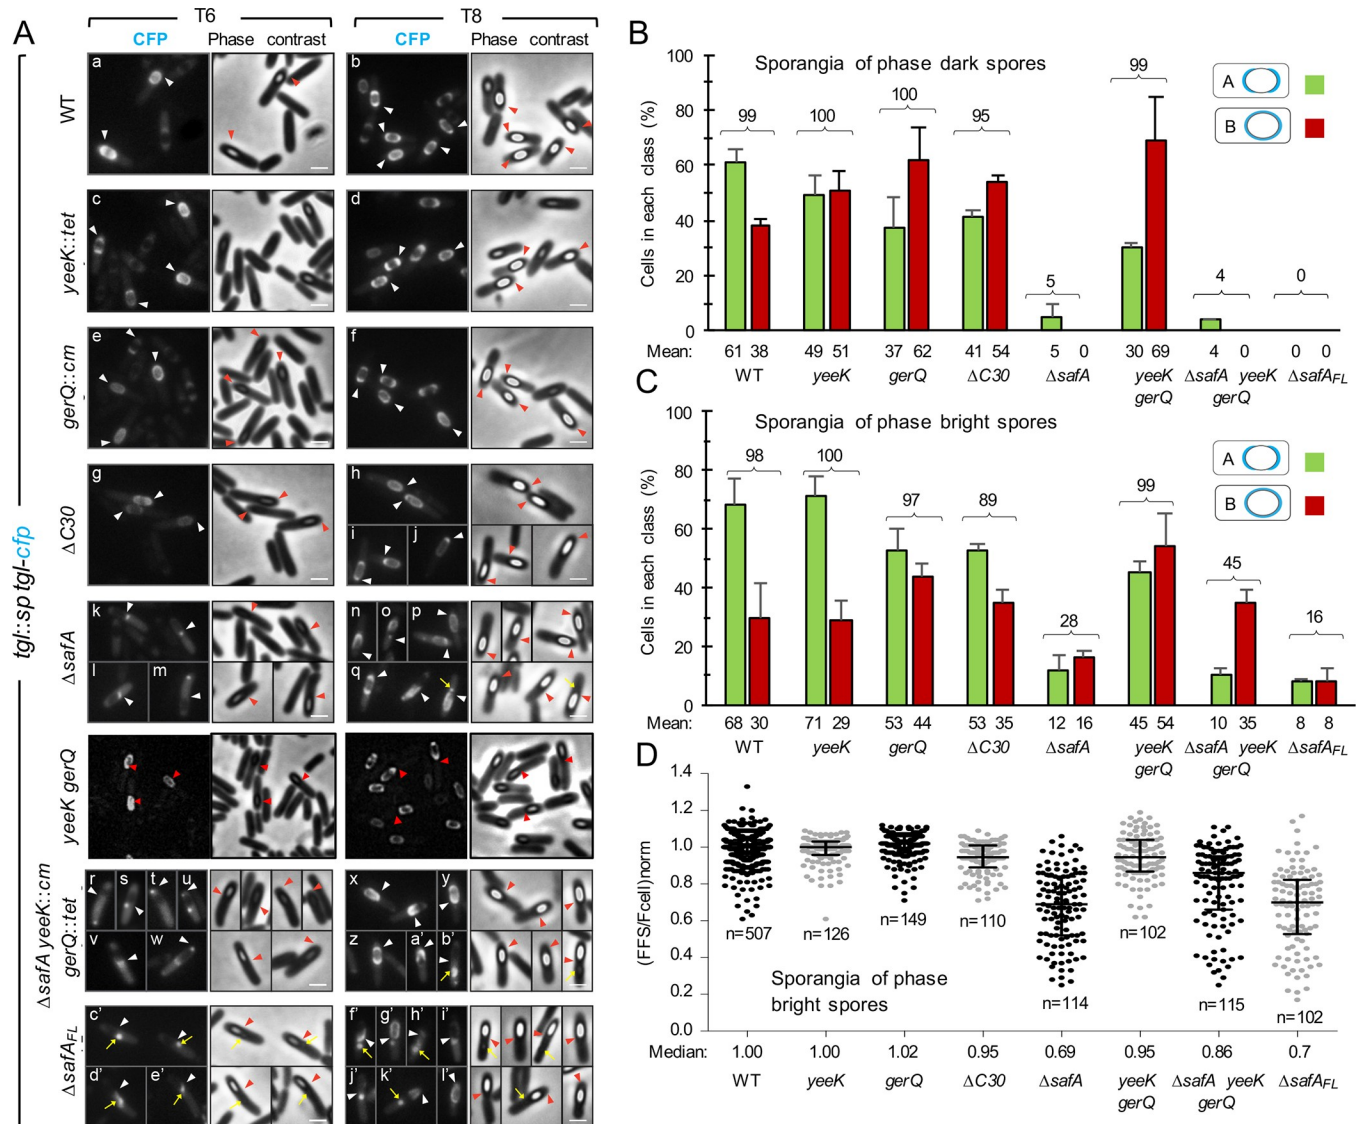 A
T6
T8
CFP
Phase contrast
CFP
Phase contrast
tgl::sp tgl-cfp
WT
a
b
yeeK::tet
c
d
gerQ::cm
e
f
ΔC30
g
h
i
j
ΔsafA
k
l
m
n
o
p
q
yeeK gerQ
ΔsafA yeeK::cm
gerQ::tet
r
s
t
u
v
w
x
y
z
a'
b'
ΔsafAFL
c'
d'
e'
f'
g'
h'
i'
j'
k'
l'
B
Sporangia of phase dark spores
Cells in each class (%)
100
80
60
40
20
0
99
100
100
95
5
99
4
0
A
B
Mean:
61 38
49 51
37 62
41 54
5 0
30 69
4 0
0 0
WT
yeeK
gerQ
ΔC30
ΔsafA
yeeK
gerQ
ΔsafA yeeK
gerQ
ΔsafAFL
C
Sporangia of phase bright spores
Cells in each class (%)
100
80
60
40
20
0
98
100
97
89
28
99
45
16
A
B
Mean:
68 30
71 29
53 44
53 35
12 16
45 54
10 35
8 8
WT
yeeK
gerQ
ΔC30
ΔsafA
yeeK
gerQ
ΔsafA yeeK
gerQ
ΔsafAFL
D
(FFS/Fcell)norm
1.4
1.2
1.0
0.8
0.6
0.4
0.2
0.0
n=507
n=126
n=149
n=110
n=114
n=102
n=115
n=102
Sporangia of phase
bright spores
Median:
1.00
1.00
1.02
0.95
0.69
0.95
0.86
0.7
WT
yeeK
gerQ
ΔC30
ΔsafA
yeeK
gerQ
ΔsafA yeeK
gerQ
ΔsafAFL